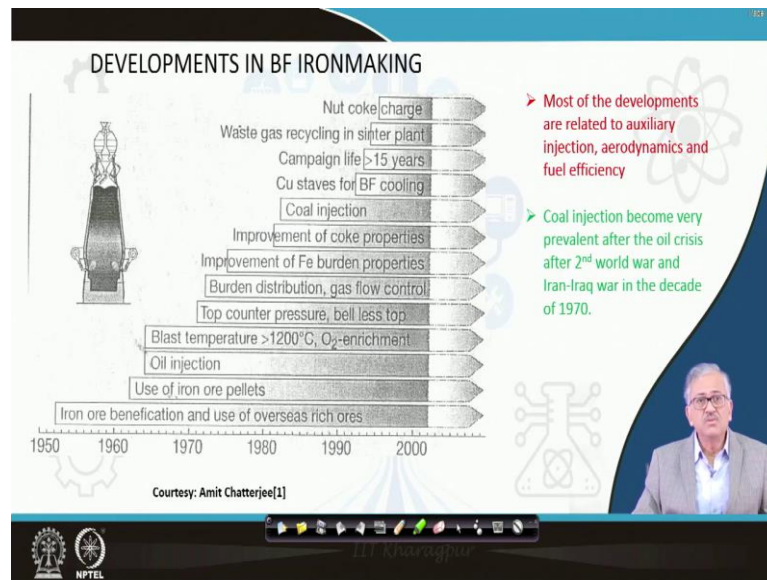 DEVELOPMENTS IN BF IRONMAKING
Nut coke charge
Waste gas recycling in sinter plant
Campaign life >15 years
Cu staves for BF cooling
Coal injection
Improvement of coke properties
Improvement of Fe burden properties
Burden distribution, gas flow control
Top counter pressure, bell less top
Blast temperature >1200°C, O₂-enrichment
Oil injection
Use of iron ore pellets
Iron ore benefication and use of overseas rich ores
1950 1960 1970 1980 1990 2000
Courtesy: Amit Chatterjee[1]
➤ Most of the developments
are related to auxiliary
injection, aerodynamics and
fuel efficiency
➤ Coal injection become very
prevalent after the oil crisis
after 2nd world war and
Iran-Iraq war in the decade
of 1970.
IIT Kharagpur
NPTEL